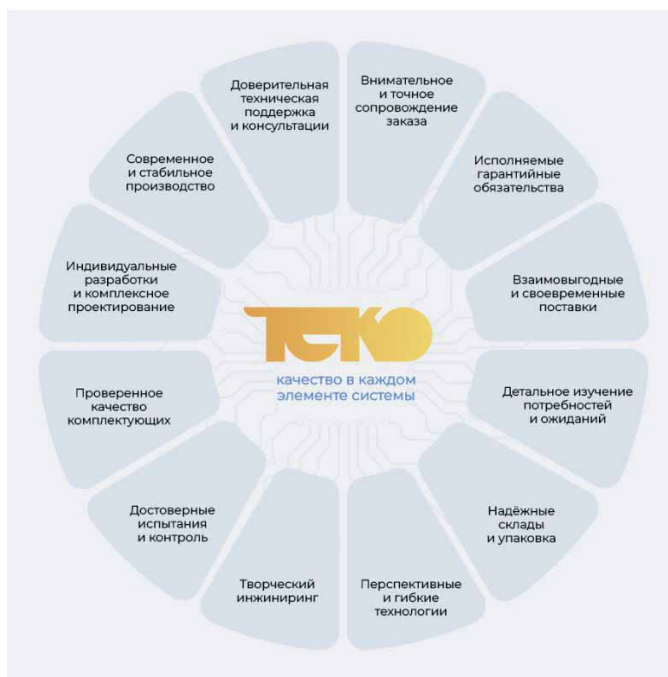 Доверительная
техническая
поддержка
и консультации
Внимательное
и точное
сопровождение
заказа
Исполняемые
гарантийные
обязательства
Взаимовыгодные
и своевременные
поставки
Детальное изучение
потребностей
и ожиданий
Надёжные
склады
и упаковка
Перспективные
и гибкие
технологии
Творческий
инжиниринг
Достоверные
испытания
и контроль
Проверенное
качество
комплектующих
Индивидуальные
разработки
и комплексное
проектирование
Современное
и стабильное
производство
ТЕКО
качество в каждом
элементе системы